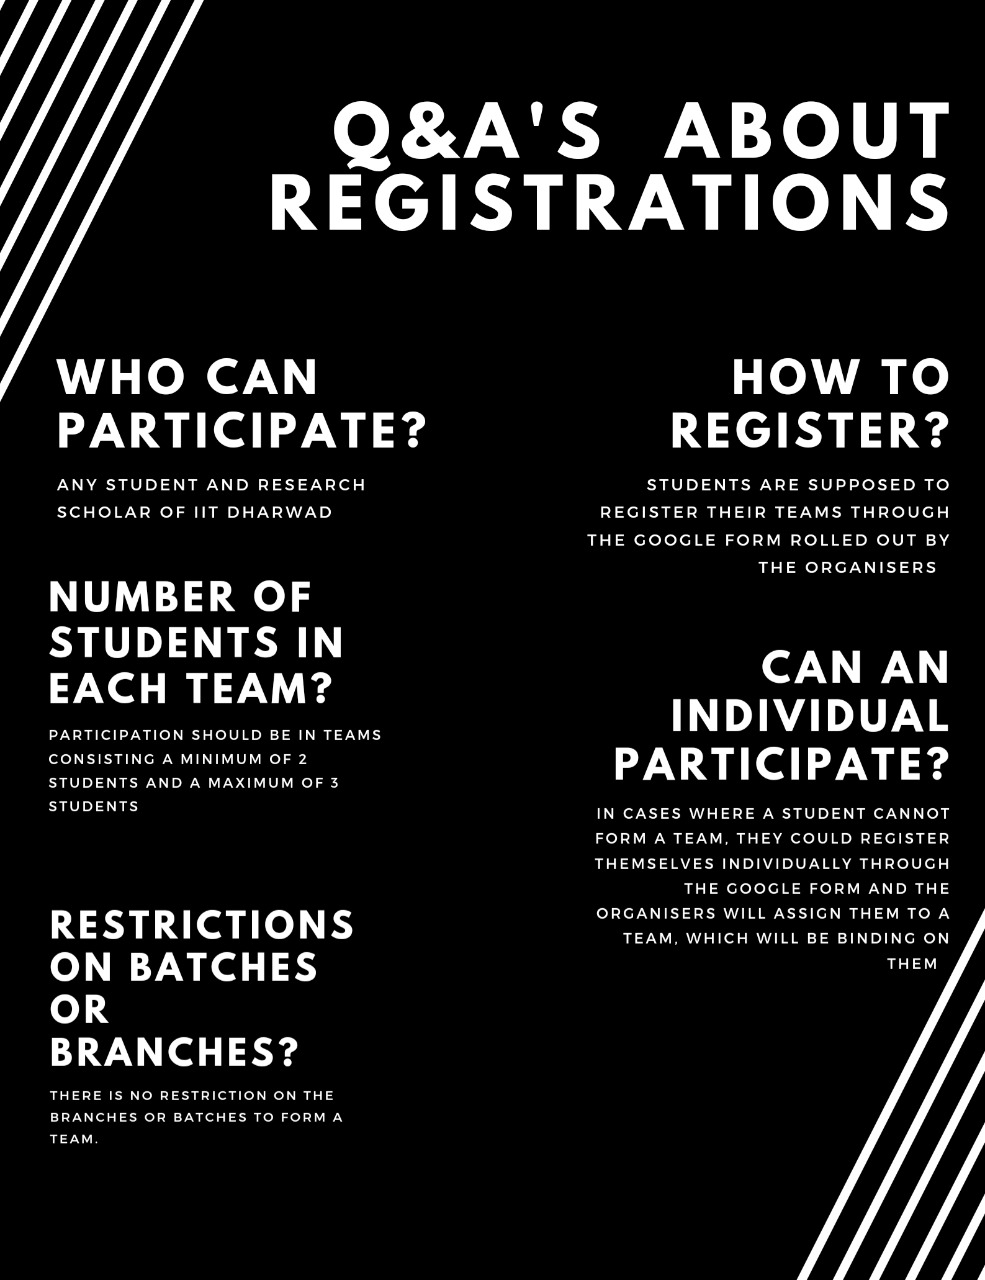 Q&A'S ABOUT
REGISTRATIONS
WHO CAN
PARTICIPATE?
ANY STUDENT AND RESEARCH
SCHOLAR OF IIT DHARWAD
NUMBER OF
STUDENTS IN
EACH TEAM?
PARTICIPATION SHOULD BE IN TEAMS
CONSISTING A MINIMUM OF 2
STUDENTS AND A MAXIMUM OF 3
STUDENTS
RESTRICTIONS
ON BATCHES
OR
BRANCHES?
THERE IS NO RESTRICTION ON THE
BRANCHES OR BATCHES TO FORM A
TEAM.
HOW TO
REGISTER?
STUDENTS ARE SUPPOSED TO
REGISTER THEIR TEAMS THROUGH
THE GOOGLE FORM ROLLED OUT BY
THE ORGANISERS
CAN AN
INDIVIDUAL
PARTICIPATE?
IN CASES WHERE A STUDENT CANNOT
FORM A TEAM, THEY COULD REGISTER
THEMSELVES INDIVIDUALLY THROUGH
THE GOOGLE FORM AND THE
ORGANISERS WILL ASSIGN THEM TO A
TEAM, WHICH WILL BE BINDING ON
THEM